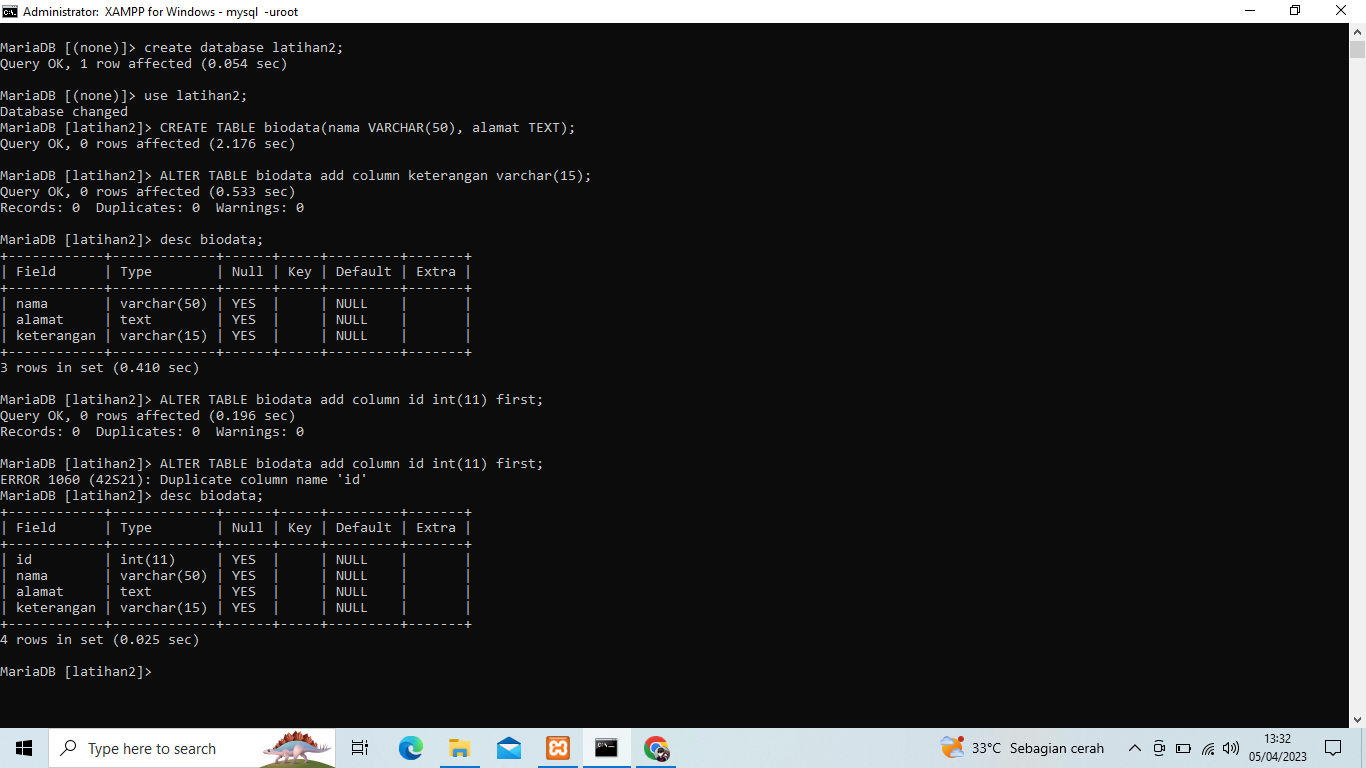 Administrator: XAMPP for Windows - mysql -uroot
MariaDB [(none)]> create database latihan2;
Query OK, 1 row affected (0.054 sec)
MariaDB [(none)]> use latihan2;
Database changed
MariaDB [latihan2]> CREATE TABLE biodata(nama VARCHAR(50), alamat TEXT);
Query OK, 0 rows affected (2.176 sec)
MariaDB [latihan2]> ALTER TABLE biodata add column keterangan varchar(15);
Query OK, 0 rows affected (0.533 sec)
Records: 0  Duplicates: 0  Warnings: 0
MariaDB [latihan2]> desc biodata;
+------------+-------------+------+-----+---------+-------+
| Field      | Type        | Null | Key | Default | Extra |
+------------+-------------+------+-----+---------+-------+
| nama       | varchar(50) | YES  |     | NULL    |       |
| alamat     | text        | YES  |     | NULL    |       |
| keterangan | varchar(15) | YES  |     | NULL    |       |
+------------+-------------+------+-----+---------+-------+
3 rows in set (0.410 sec)
MariaDB [latihan2]> ALTER TABLE biodata add column id int(11) first;
Query OK, 0 rows affected (0.196 sec)
Records: 0  Duplicates: 0  Warnings: 0
MariaDB [latihan2]> ALTER TABLE biodata add column id int(11) first;
ERROR 1060 (42S21): Duplicate column name 'id'
MariaDB [latihan2]> desc biodata;
+------------+-------------+------+-----+---------+-------+
| Field      | Type        | Null | Key | Default | Extra |
+------------+-------------+------+-----+---------+-------+
| id         | int(11)     | YES  |     | NULL    |       |
| nama       | varchar(50) | YES  |     | NULL    |       |
| alamat     | text        | YES  |     | NULL    |       |
| keterangan | varchar(15) | YES  |     | NULL    |       |
+------------+-------------+------+-----+---------+-------+
4 rows in set (0.025 sec)
MariaDB [latihan2]>
Type here to search
33°C Sebagian cerah
13:32
05/04/2023